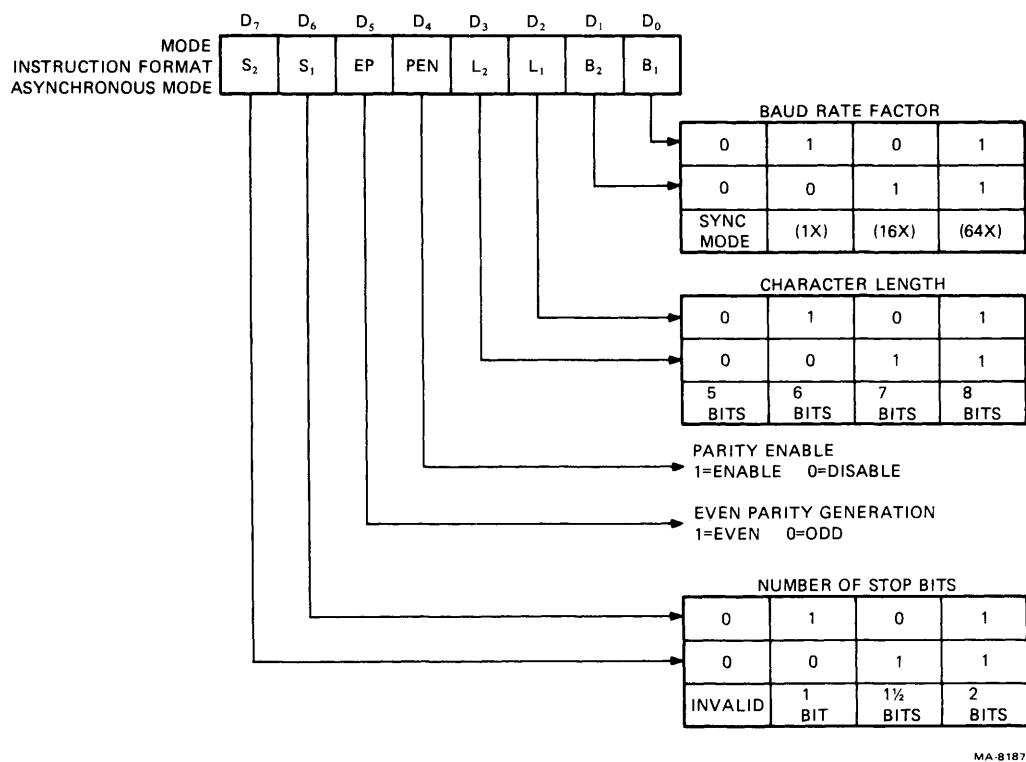 D₇ D₆ D₅ D₄ D₃ D₂ D₁ D₀
MODE
INSTRUCTION FORMAT
ASYNCHRONOUS MODE
S₂ S₁ EP PEN L₂ L₁ B₂ B₁
BAUD RATE FACTOR
0 1 0 1
0 0 1 1
SYNC MODE (1X) (16X) (64X)
CHARACTER LENGTH
0 1 0 1
0 0 1 1
5 BITS 6 BITS 7 BITS 8 BITS
PARITY ENABLE
1=ENABLE 0=DISABLE
EVEN PARITY GENERATION
1=EVEN 0=ODD
NUMBER OF STOP BITS
0 1 0 1
0 0 1 1
INVALID 1 BIT 1½ BITS 2 BITS
MA-8187